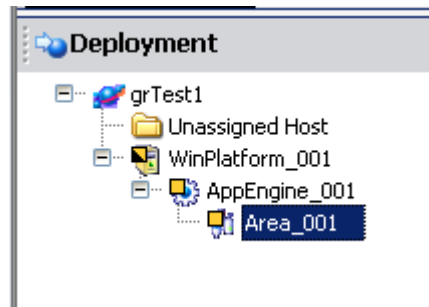 Deployment
grTest1
Unassigned Host
WinPlatform_001
AppEngine_001
Area_001